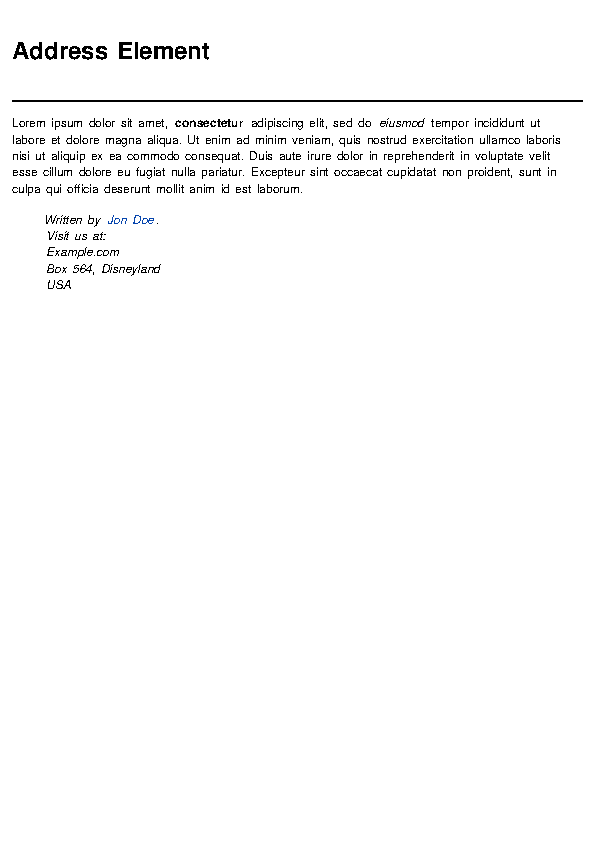 Address Element
Lorem ipsum dolor sit amet, consectetur adipiscing elit, sed do eiusmod tempor incididunt ut
labore et dolore magna aliqua. Ut enim ad minim veniam, quis nostrud exercitation ullamco laboris
nisi ut aliquip ex ea commodo consequat. Duis aute irure dolor in reprehenderit in voluptate velit
esse cillum dolore eu fugiat nulla pariatur. Excepteur sint occaecat cupidatat non proident, sunt in
culpa qui officia deserunt mollit anim id est laborum.
Written by Jon Doe.
Visit us at:
Example.com
Box 564, Disneyland
USA